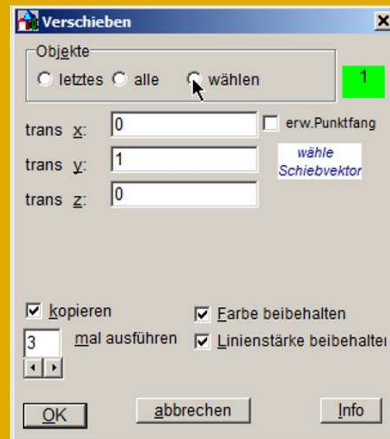 Verschieben
Objekte
letztes alle wählen
1
trans x: 0
erw.Punktfang
trans y: 1
wähle
Schiebvektor
trans z: 0
kopieren
Farbe beibehalten
3 mal ausführen
Linienstärke beibehalten
OK abbrechen Info